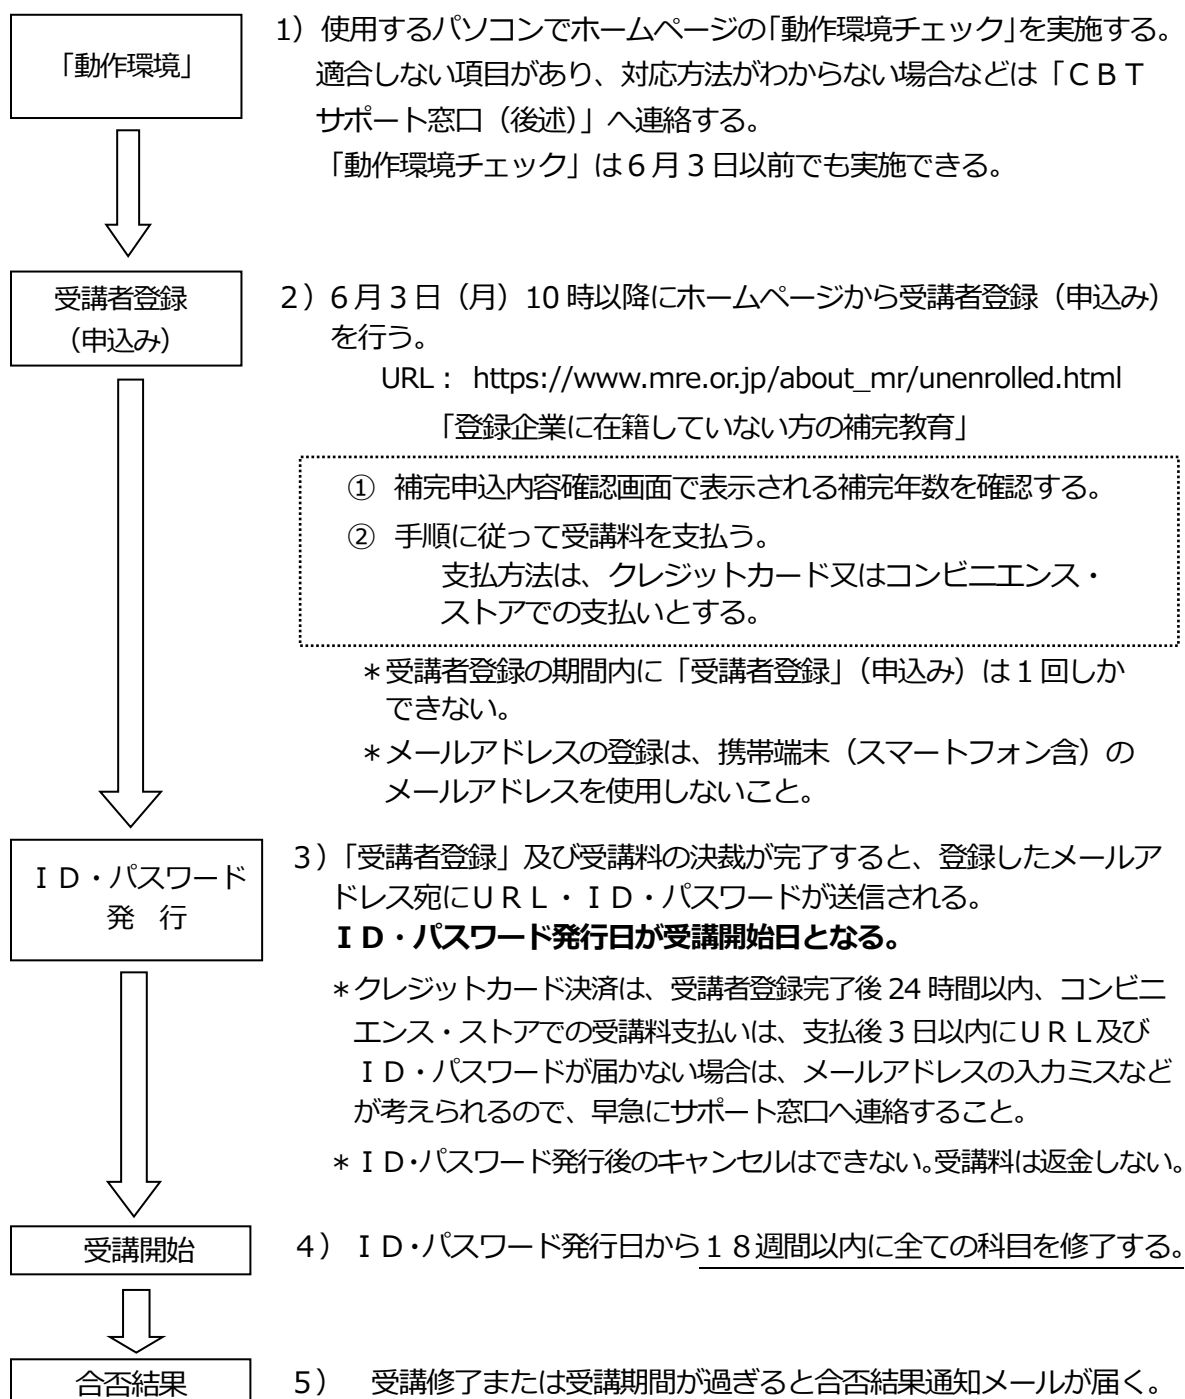 「動作環境」
1）使用するパソコンでホームページの「動作環境チェック」を実施する。
適合しない項目があり、対応方法がわからない場合などは「ＣＢＴ
サポート窓口（後述）」へ連絡する。
「動作環境チェック」は６月３日以前でも実施できる。
受講者登録
（申込み）
２）６月３日（月）10 時以降にホームページから受講者登録（申込み）
を行う。
URL： https://www.mre.or.jp/about_mr/unenrolled.html
「登録企業に在籍していない方の補完教育」
① 補完申込内容確認画面で表示される補完年数を確認する。
② 手順に従って受講料を支払う。
支払方法は、クレジットカード又はコンビニエンス・
ストアでの支払いとする。
＊受講者登録の期間内に「受講者登録」（申込み）は１回しか
できない。
＊メールアドレスの登録は、携帯端末（スマートフォン含）の
メールアドレスを使用しないこと。
ＩＤ・パスワード
発　行
３）「受講者登録」及び受講料の決裁が完了すると、登録したメールア
ドレス宛にＵＲＬ・ＩＤ・パスワードが送信される。
ＩＤ・パスワード発行日が受講開始日となる。
＊クレジットカード決済は、受講者登録完了後 24 時間以内、コンビニ
エンス・ストアでの受講料支払いは、支払後３日以内にＵＲＬ及び
ＩＤ・パスワードが届かない場合は、メールアドレスの入力ミスなど
が考えられるので、早急にサポート窓口へ連絡すること。
＊ＩＤ・パスワード発行後のキャンセルはできない。受講料は返金しない。
受講開始
４） ＩＤ・パスワード発行日から１８週間以内に全ての科目を修了する。
合否結果
５）　受講修了または受講期間が過ぎると合否結果通知メールが届く。